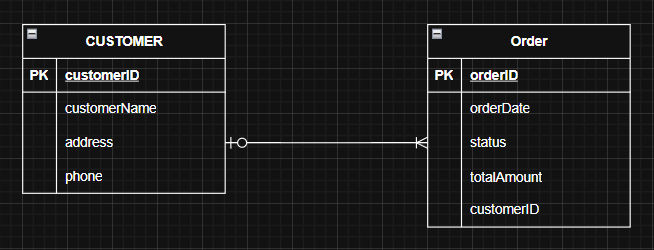 CUSTOMER
PK customerID
customerName
address
phone
Order
PK orderID
orderDate
status
totalAmount
customerID